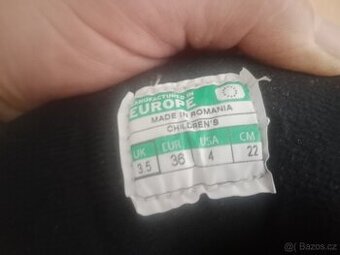 MANUFACTURED IN
EUROPE
MADE IN ROMANIA
CHILDREN'S
UK EUR USA CM
3.5 36 4 22
Bazos.cz